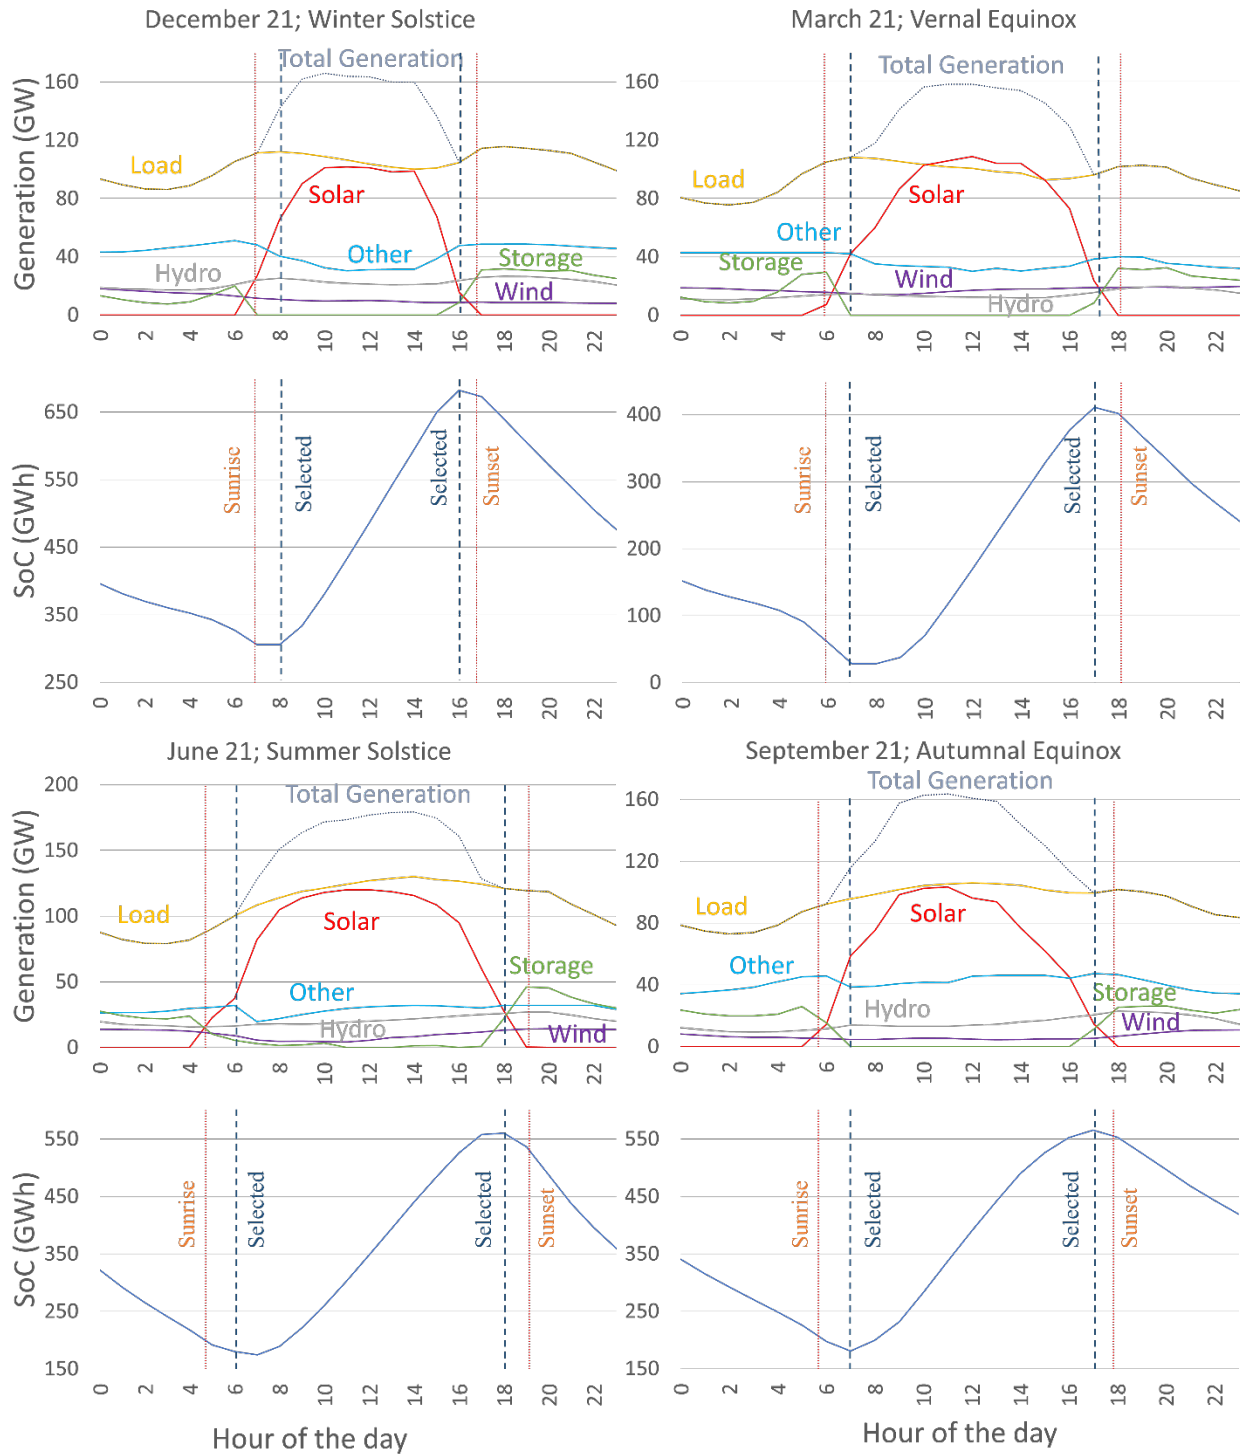 December 21; Winter Solstice
Generation (GW)
160
120
80
40
0
Total Generation
Load
Solar
Other
Storage
Hydro
Wind
0 2 4 6 8 10 12 14 16 18 20 22
SoC (GWh)
650
550
450
350
250
Sunrise
Selected
Selected
Sunset
0 2 4 6 8 10 12 14 16 18 20 22
March 21; Vernal Equinox
160
120
80
40
0
Total Generation
Load
Solar
Other
Storage
Wind
Hydro
0 2 4 6 8 10 12 14 16 18 20 22
400
300
200
100
0
Sunrise
Selected
Selected
Sunset
0 2 4 6 8 10 12 14 16 18 20 22
June 21; Summer Solstice
Generation (GW)
200
150
100
50
0
Total Generation
Load
Solar
Storage
Other
Hydro
Wind
0 2 4 6 8 10 12 14 16 18 20 22
SoC (GWh)
550
450
350
250
150
Sunrise
Selected
Selected
Sunset
0 2 4 6 8 10 12 14 16 18 20 22
Hour of the day
September 21; Autumnal Equinox
160
120
80
40
0
Total Generation
Load
Solar
Other
Storage
Hydro
Wind
0 2 4 6 8 10 12 14 16 18 20 22
550
450
350
250
150
Sunrise
Selected
Selected
Sunset
0 2 4 6 8 10 12 14 16 18 20 22
Hour of the day